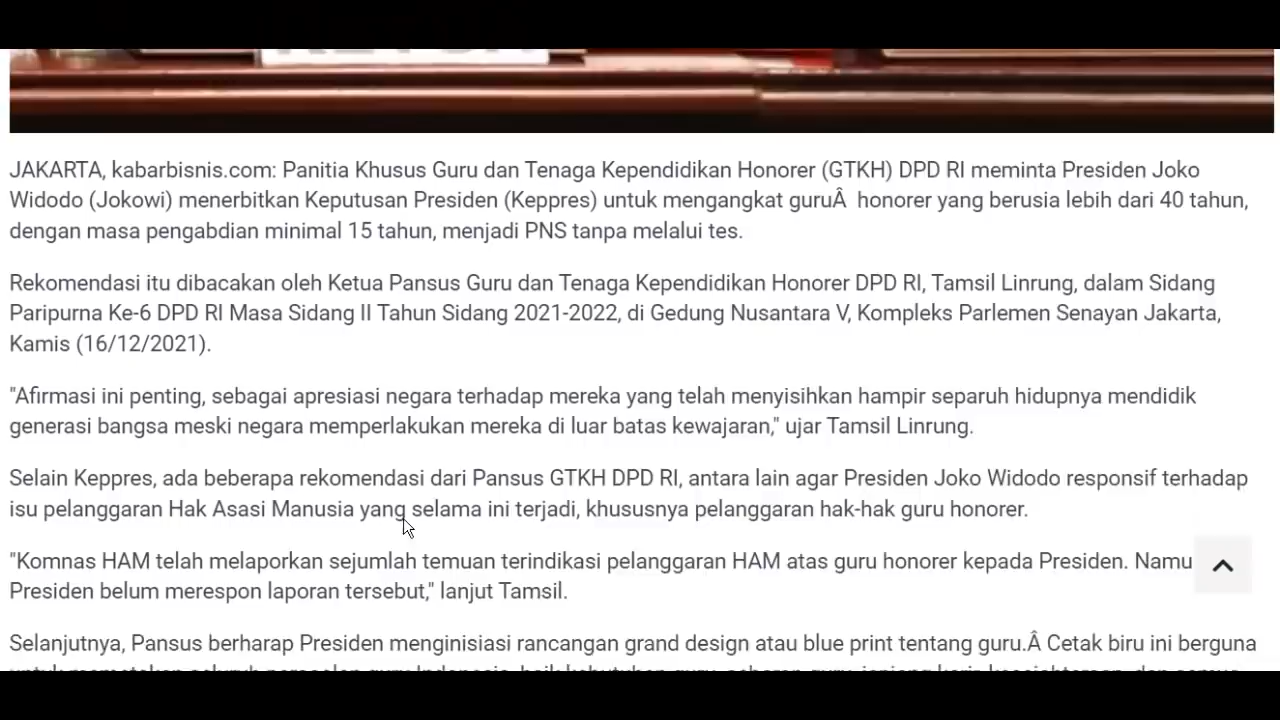 JAKARTA, kabarbisnis.com: Panitia Khusus Guru dan Tenaga Kependidikan Honorer (GTKH) DPD RI meminta Presiden Joko
Widodo (Jokowi) menerbitkan Keputusan Presiden (Keppres) untuk mengangkat guruÂ  honorer yang berusia lebih dari 40 tahun,
dengan masa pengabdian minimal 15 tahun, menjadi PNS tanpa melalui tes.
Rekomendasi itu dibacakan oleh Ketua Pansus Guru dan Tenaga Kependidikan Honorer DPD RI, Tamsil Linrung, dalam Sidang
Paripurna Ke-6 DPD RI Masa Sidang II Tahun Sidang 2021-2022, di Gedung Nusantara V, Kompleks Parlemen Senayan Jakarta,
Kamis (16/12/2021).
"Afirmasi ini penting, sebagai apresiasi negara terhadap mereka yang telah menyisihkan hampir separuh hidupnya mendidik
generasi bangsa meski negara memperlakukan mereka di luar batas kewajaran," ujar Tamsil Linrung.
Selain Keppres, ada beberapa rekomendasi dari Pansus GTKH DPD RI, antara lain agar Presiden Joko Widodo responsif terhadap
isu pelanggaran Hak Asasi Manusia yang selama ini terjadi, khususnya pelanggaran hak-hak guru honorer.
"Komnas HAM telah melaporkan sejumlah temuan terindikasi pelanggaran HAM atas guru honorer kepada Presiden. Namu
Presiden belum merespon laporan tersebut," lanjut Tamsil.
Selanjutnya, Pansus berharap Presiden menginisiasi rancangan grand design atau blue print tentang guru.Â Cetak biru ini berguna